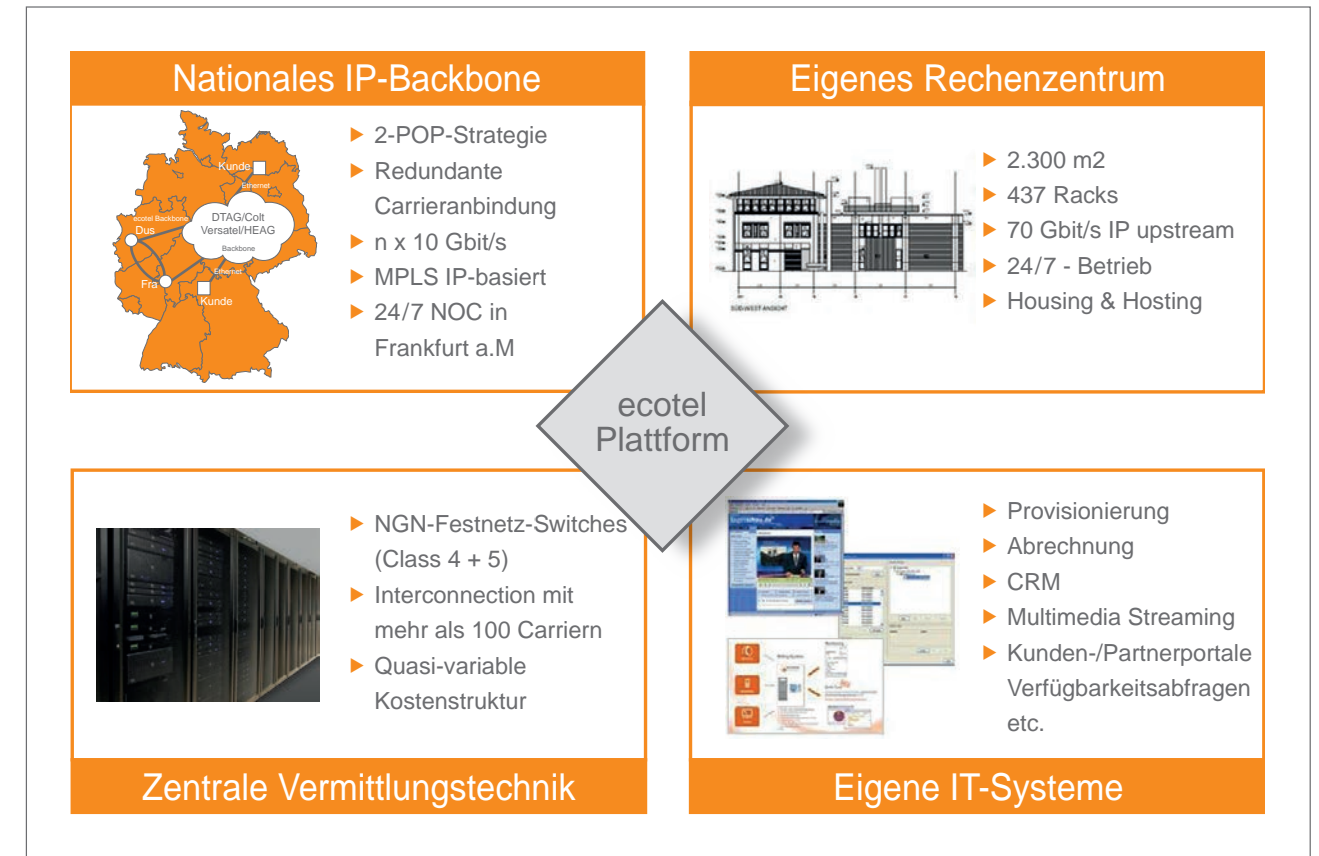 Nationales IP-Backbone
Kunde
Ethernet
ecotel Backbone
Dus
DTAG/Colt
Versatel/HEAG
Backbone
Ethernet
Fra
Kunde
2-POP-Strategie
Redundante
Carrieranbindung
n x 10 Gbit/s
MPLS IP-basiert
24/7 NOC in
Frankfurt a.M
Eigenes Rechenzentrum
SÜD-WEST-ANSICHT
2.300 m2
437 Racks
70 Gbit/s IP upstream
24/7 - Betrieb
Housing & Hosting
ecotel
Plattform
NGN-Festnetz-Switches
(Class 4 + 5)
Interconnection mit
mehr als 100 Carriern
Quasi-variable
Kostenstruktur
Zentrale Vermittlungstechnik
Provisionierung
Abrechnung
CRM
Multimedia Streaming
Kunden-/Partnerportale
Verfügbarkeitsabfragen
etc.
Eigene IT-Systeme